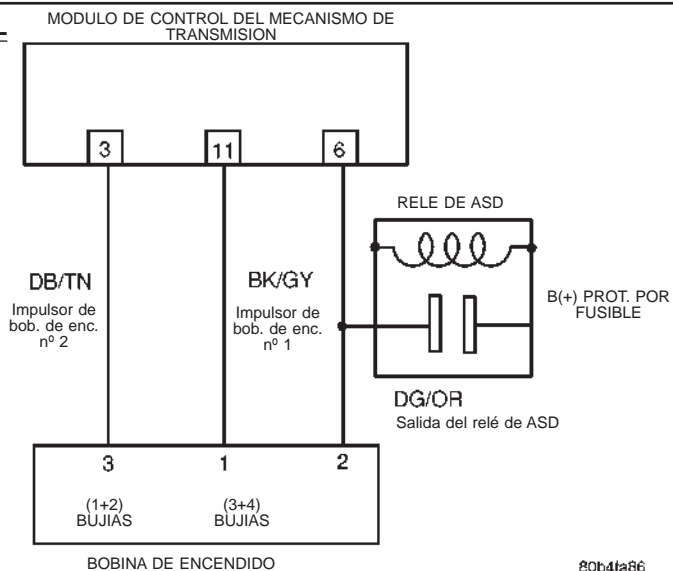 MODULO DE CONTROL DEL MECANISMO DE
TRANSMISION
3
11
6
RELE DE ASD
DB/TN
Impulsor de
bob. de enc.
nº 2
BK/GY
Impulsor de
bob. de enc.
nº 1
B(+) PROT. POR
FUSIBLE
DG/OR
Salida del relé de ASD
3
1
2
(1+2)
BUJIAS
(3+4)
BUJIAS
BOBINA DE ENCENDIDO
80b4fa86